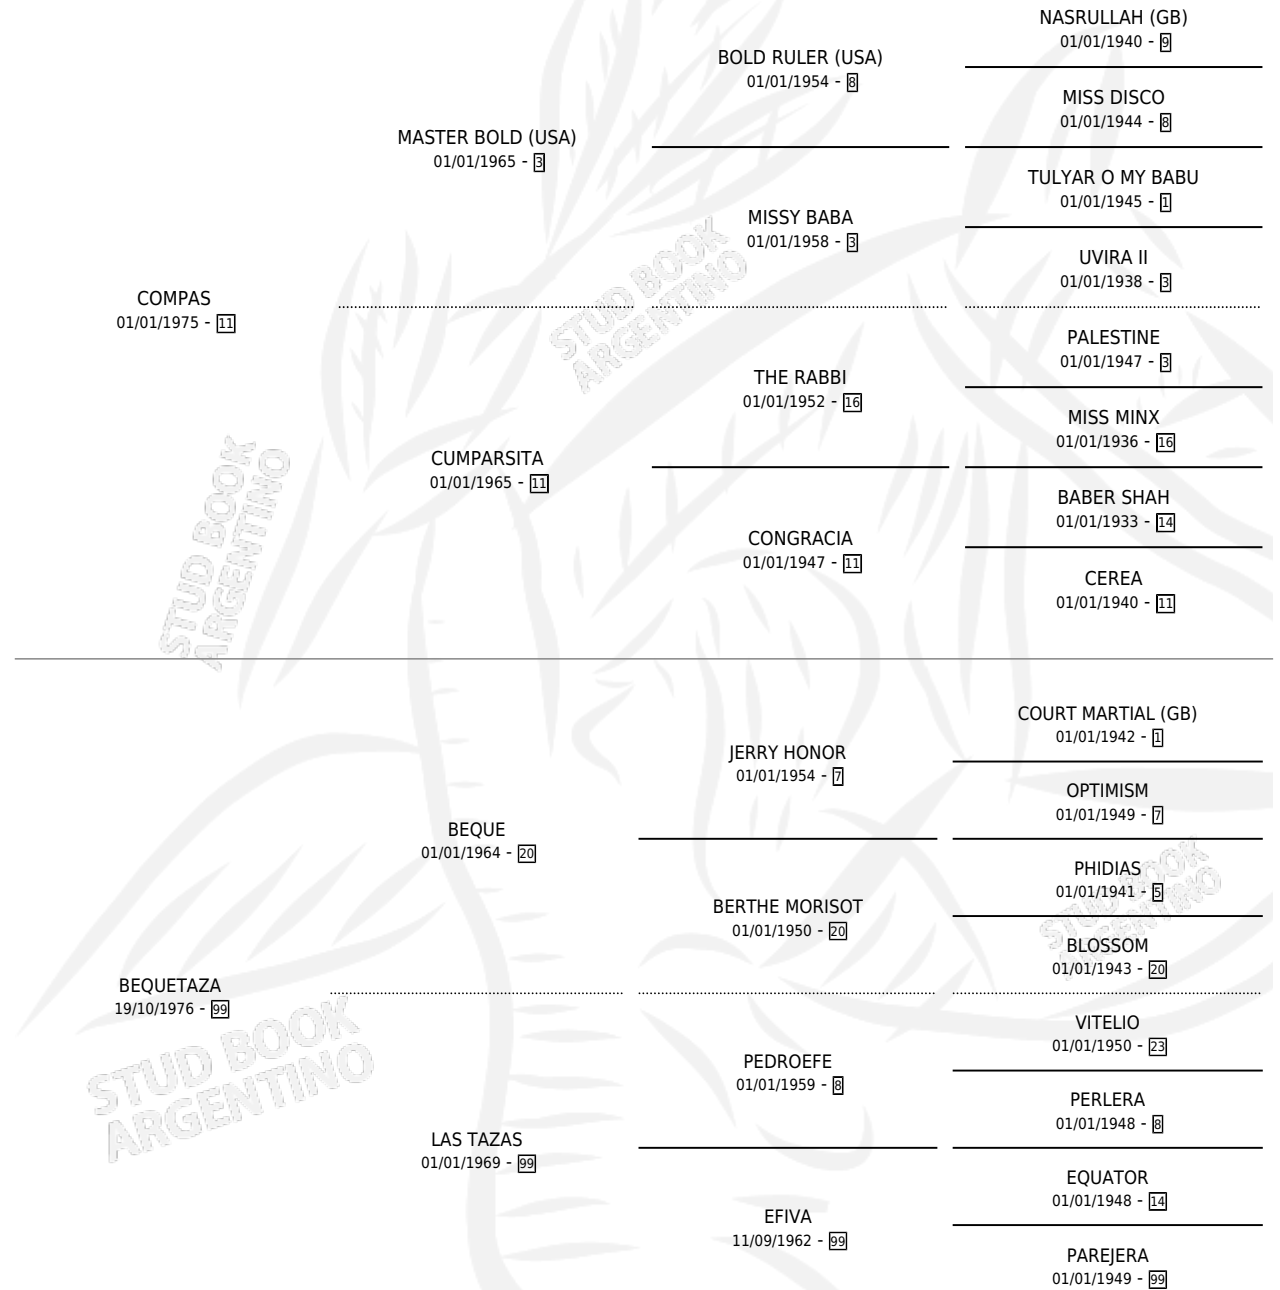 NASRULLAH (GB)
01/01/1940 - 9
BOLD RULER (USA)
01/01/1954 - 8
MISS DISCO
01/01/1944 - 8
MASTER BOLD (USA)
01/01/1965 - 3
TULYAR O MY BABU
01/01/1945 - 1
MISSY BABA
01/01/1958 - 3
UVIRA II
01/01/1938 - 3
COMPAS
01/01/1975 - 11
PALESTINE
01/01/1947 - 3
THE RABBI
01/01/1952 - 16
MISS MINX
01/01/1936 - 16
CUMPARSITA
01/01/1965 - 11
BABER SHAH
01/01/1933 - 14
CONGRACIA
01/01/1947 - 11
CEREA
01/01/1940 - 11
COURT MARTIAL (GB)
01/01/1942 - 1
JERRY HONOR
01/01/1954 - 7
OPTIMISM
01/01/1949 - 7
BEQUE
01/01/1964 - 20
PHIDIAS
01/01/1941 - 5
BERTHE MORISOT
01/01/1950 - 20
BLOSSOM
01/01/1943 - 20
BEQUETAZA
19/10/1976 - 99
VITELIO
01/01/1950 - 23
PEDROEFE
01/01/1959 - 8
PERLERA
01/01/1948 - 8
LAS TAZAS
01/01/1969 - 99
EQUATOR
01/01/1948 - 14
EFIVA
11/09/1962 - 99
PAREJERA
01/01/1949 - 99
STUD BOOK
ARGENTINO
STUD BOOK
ARGENTINO
STUD BOOK
ARGENTINO
STUD BOOK
ARGENTINO